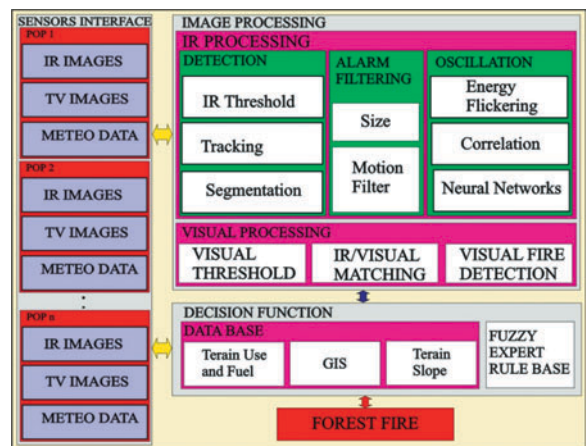 SENSORS INTERFACE
POP 1
IR IMAGES
TV IMAGES
METEO DATA
POP 2
IR IMAGES
TV IMAGES
METEO DATA
:
POP n
IR IMAGES
TV IMAGES
METEO DATA
IMAGE PROCESSING
IR PROCESSING
DETECTION
IR Threshold
Tracking
Segmentation
ALARM
FILTERING
Size
Motion
Filter
OSCILLATION
Energy
Flickering
Correlation
Neural Networks
VISUAL PROCESSING
VISUAL
THRESHOLD
IR/VISUAL
MATCHING
VISUAL FIRE
DETECTION
DECISION FUNCTION
DATA BASE
Terain Use
and Fuel
GIS
Terain
Slope
FUZZY
EXPERT
RULE BASE
FOREST FIRE